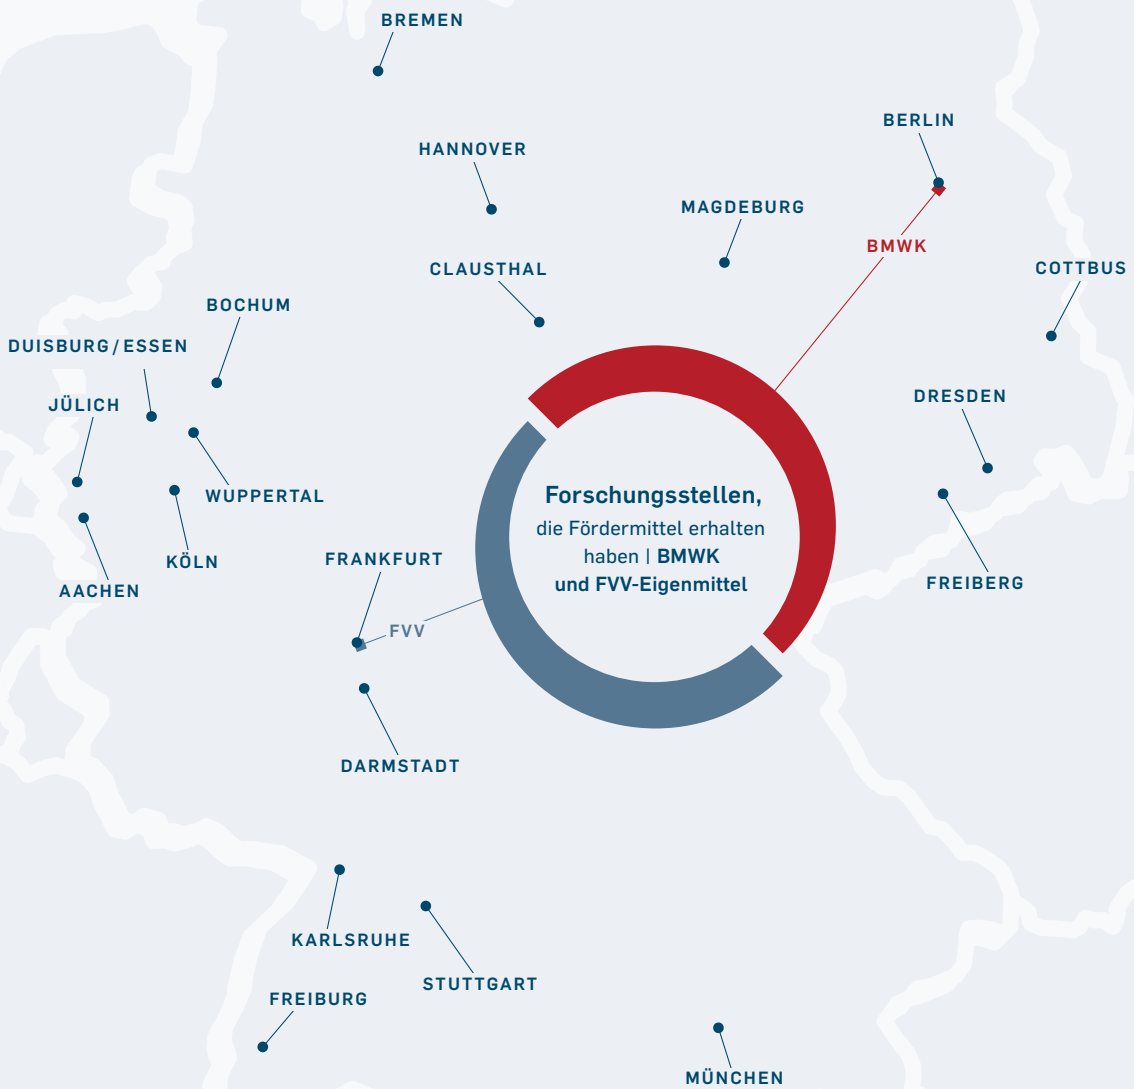 BREMEN
BERLIN
HANNOVER
MAGDEBURG
BMWK
CLAUSTHAL
COTTBUS
BOCHUM
DUISBURG/ESSEN
DRESDEN
JÜLICH
WUPPERTAL
Forschungsstellen,
die Fördermittel erhalten
haben | BMWK
und FVV-Eigenmittel
KÖLN
FRANKFURT
FREIBERG
AACHEN
FVV
DARMSTADT
KARLSRUHE
STUTTGART
FREIBURG
MÜNCHEN